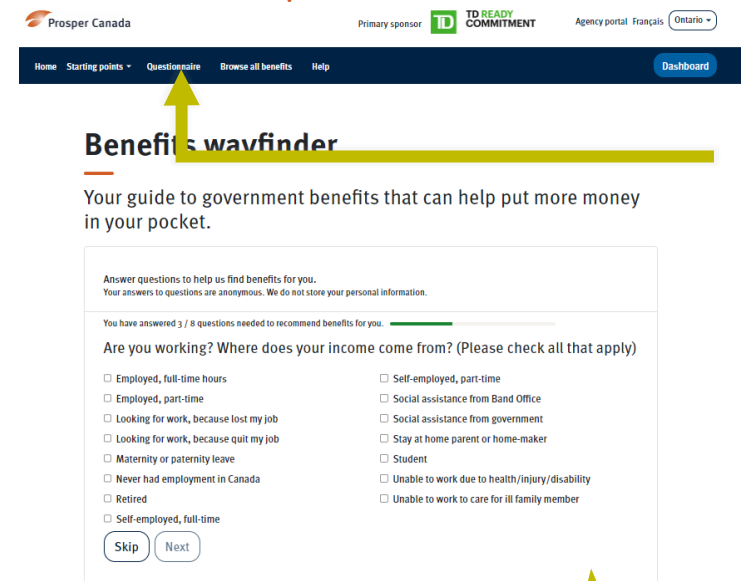 Prosper Canada
Primary sponsor
TD
TD READY
COMMITMENT
Agency portal Français Ontario
Home Starting points Questionnaire Browse all benefits Help
Dashboard
Benefits wayfinder
Your guide to government benefits that can help put more money
in your pocket.
Answer questions to help us find benefits for you.
Your answers to questions are anonymous. We do not store your personal information.
You have answered 3 / 8 questions needed to recommend benefits for you.
Are you working? Where does your income come from? (Please check all that apply)
Employed, full-time hours
Employed, part-time
Looking for work, because lost my job
Looking for work, because quit my job
Maternity or paternity leave
Never had employment in Canada
Retired
Self-employed, full-time
Self-employed, part-time
Social assistance from Band Office
Social assistance from government
Stay at home parent or home-maker
Student
Unable to work due to health/injury/disability
Unable to work to care for ill family member
Skip
Next